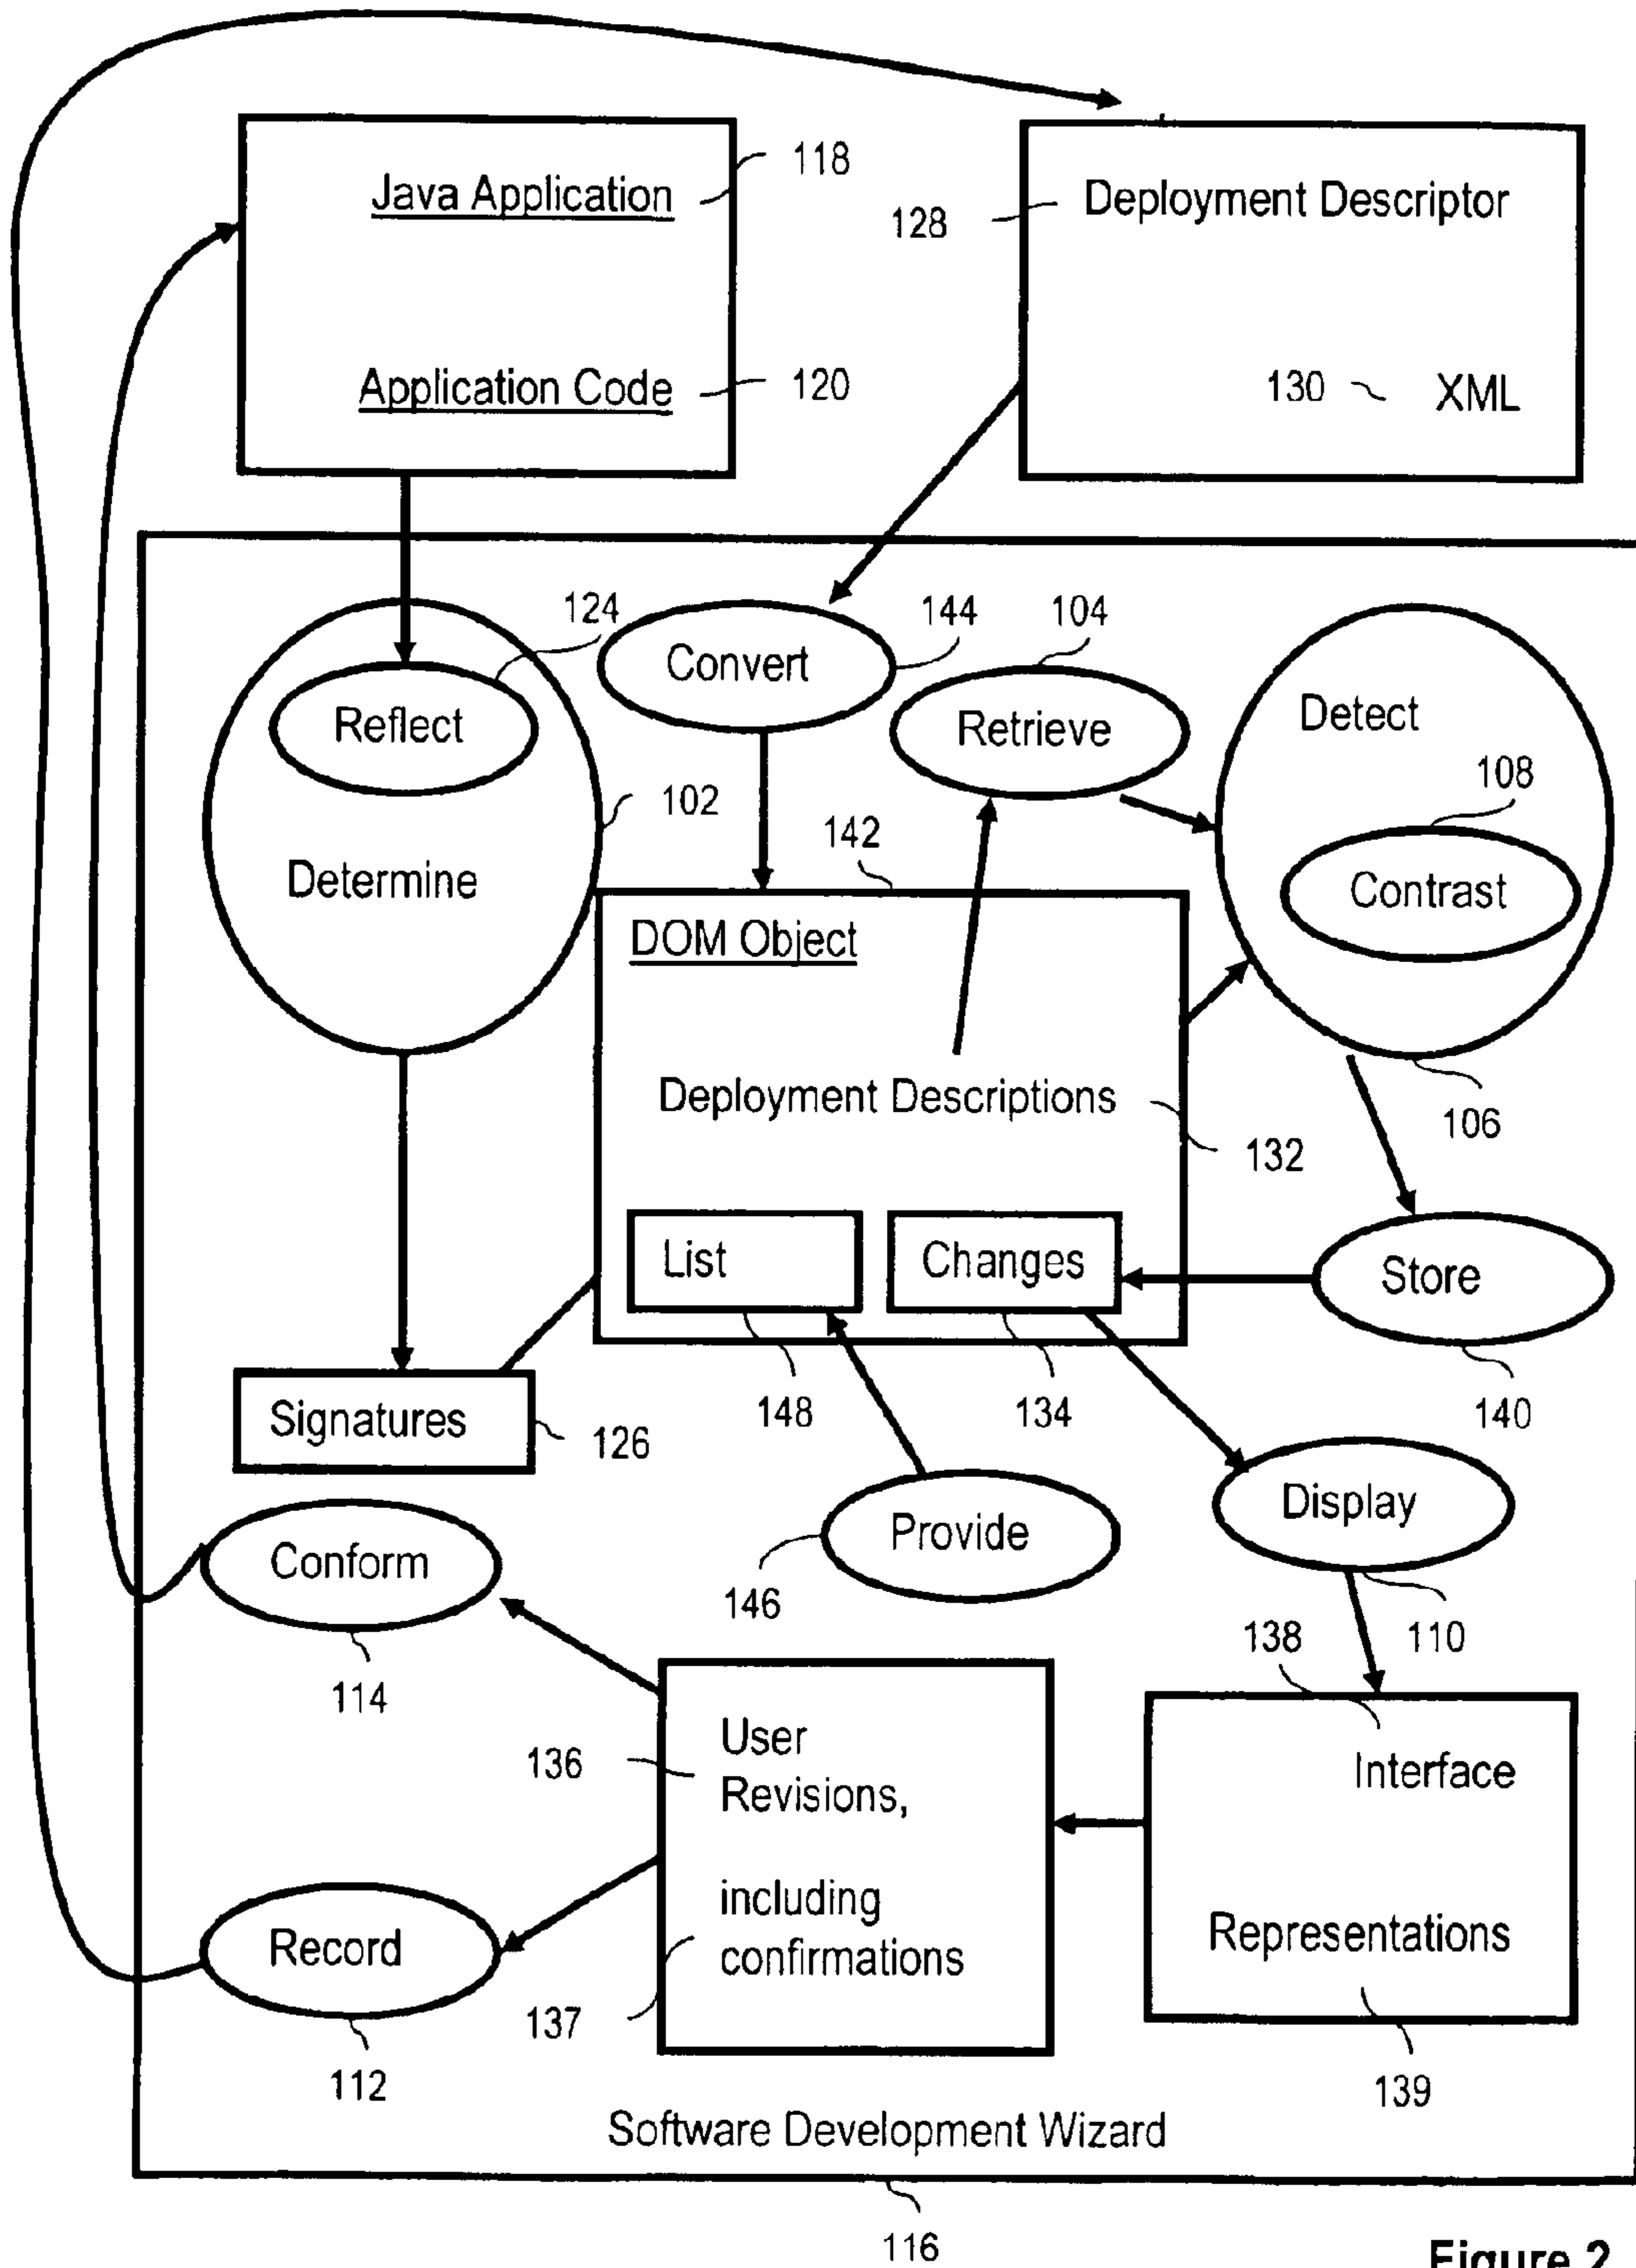 118
Java Application
128
Deployment Descriptor
Application Code
120
130
XML
124
144
104
Convert
Reflect
Retrieve
Detect
102
108
142
Determine
Contrast
DOM Object
Deployment Descriptions
106
132
List
Changes
Store
148
134
140
Signatures
126
Display
Provide
Conform
146
110
138
114
136
User
Revisions,
Interface
including
confirmations
Record
Representations
137
112
139
Software Development Wizard
116
Figure 2